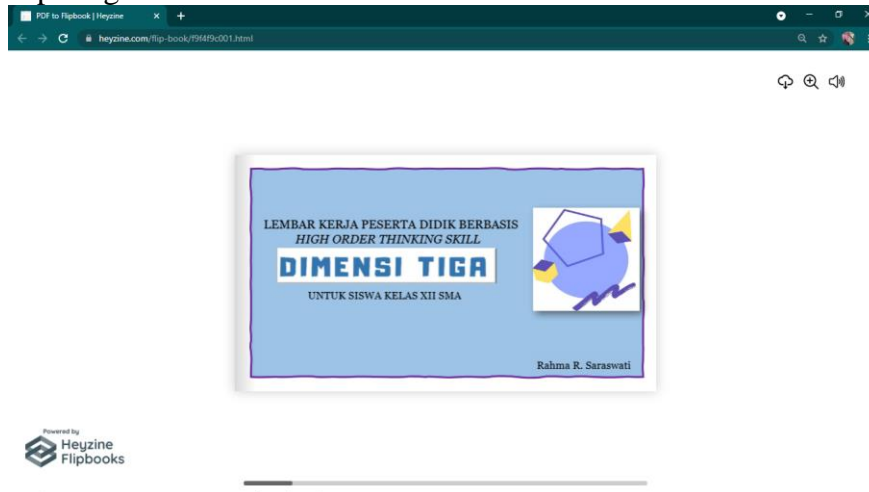 PDF to Flipbook | Heyzine
heyzine.com/flip-book/f9f4f9c001.html
LEMBAR KERJA PESERTA DIDIK BERBASIS
HIGH ORDER THINKING SKILL
DIMENSI TIGA
UNTUK SISWA KELAS XII SMA
Rahma R. Saraswati
Powered by
Heyzine
Flipbooks